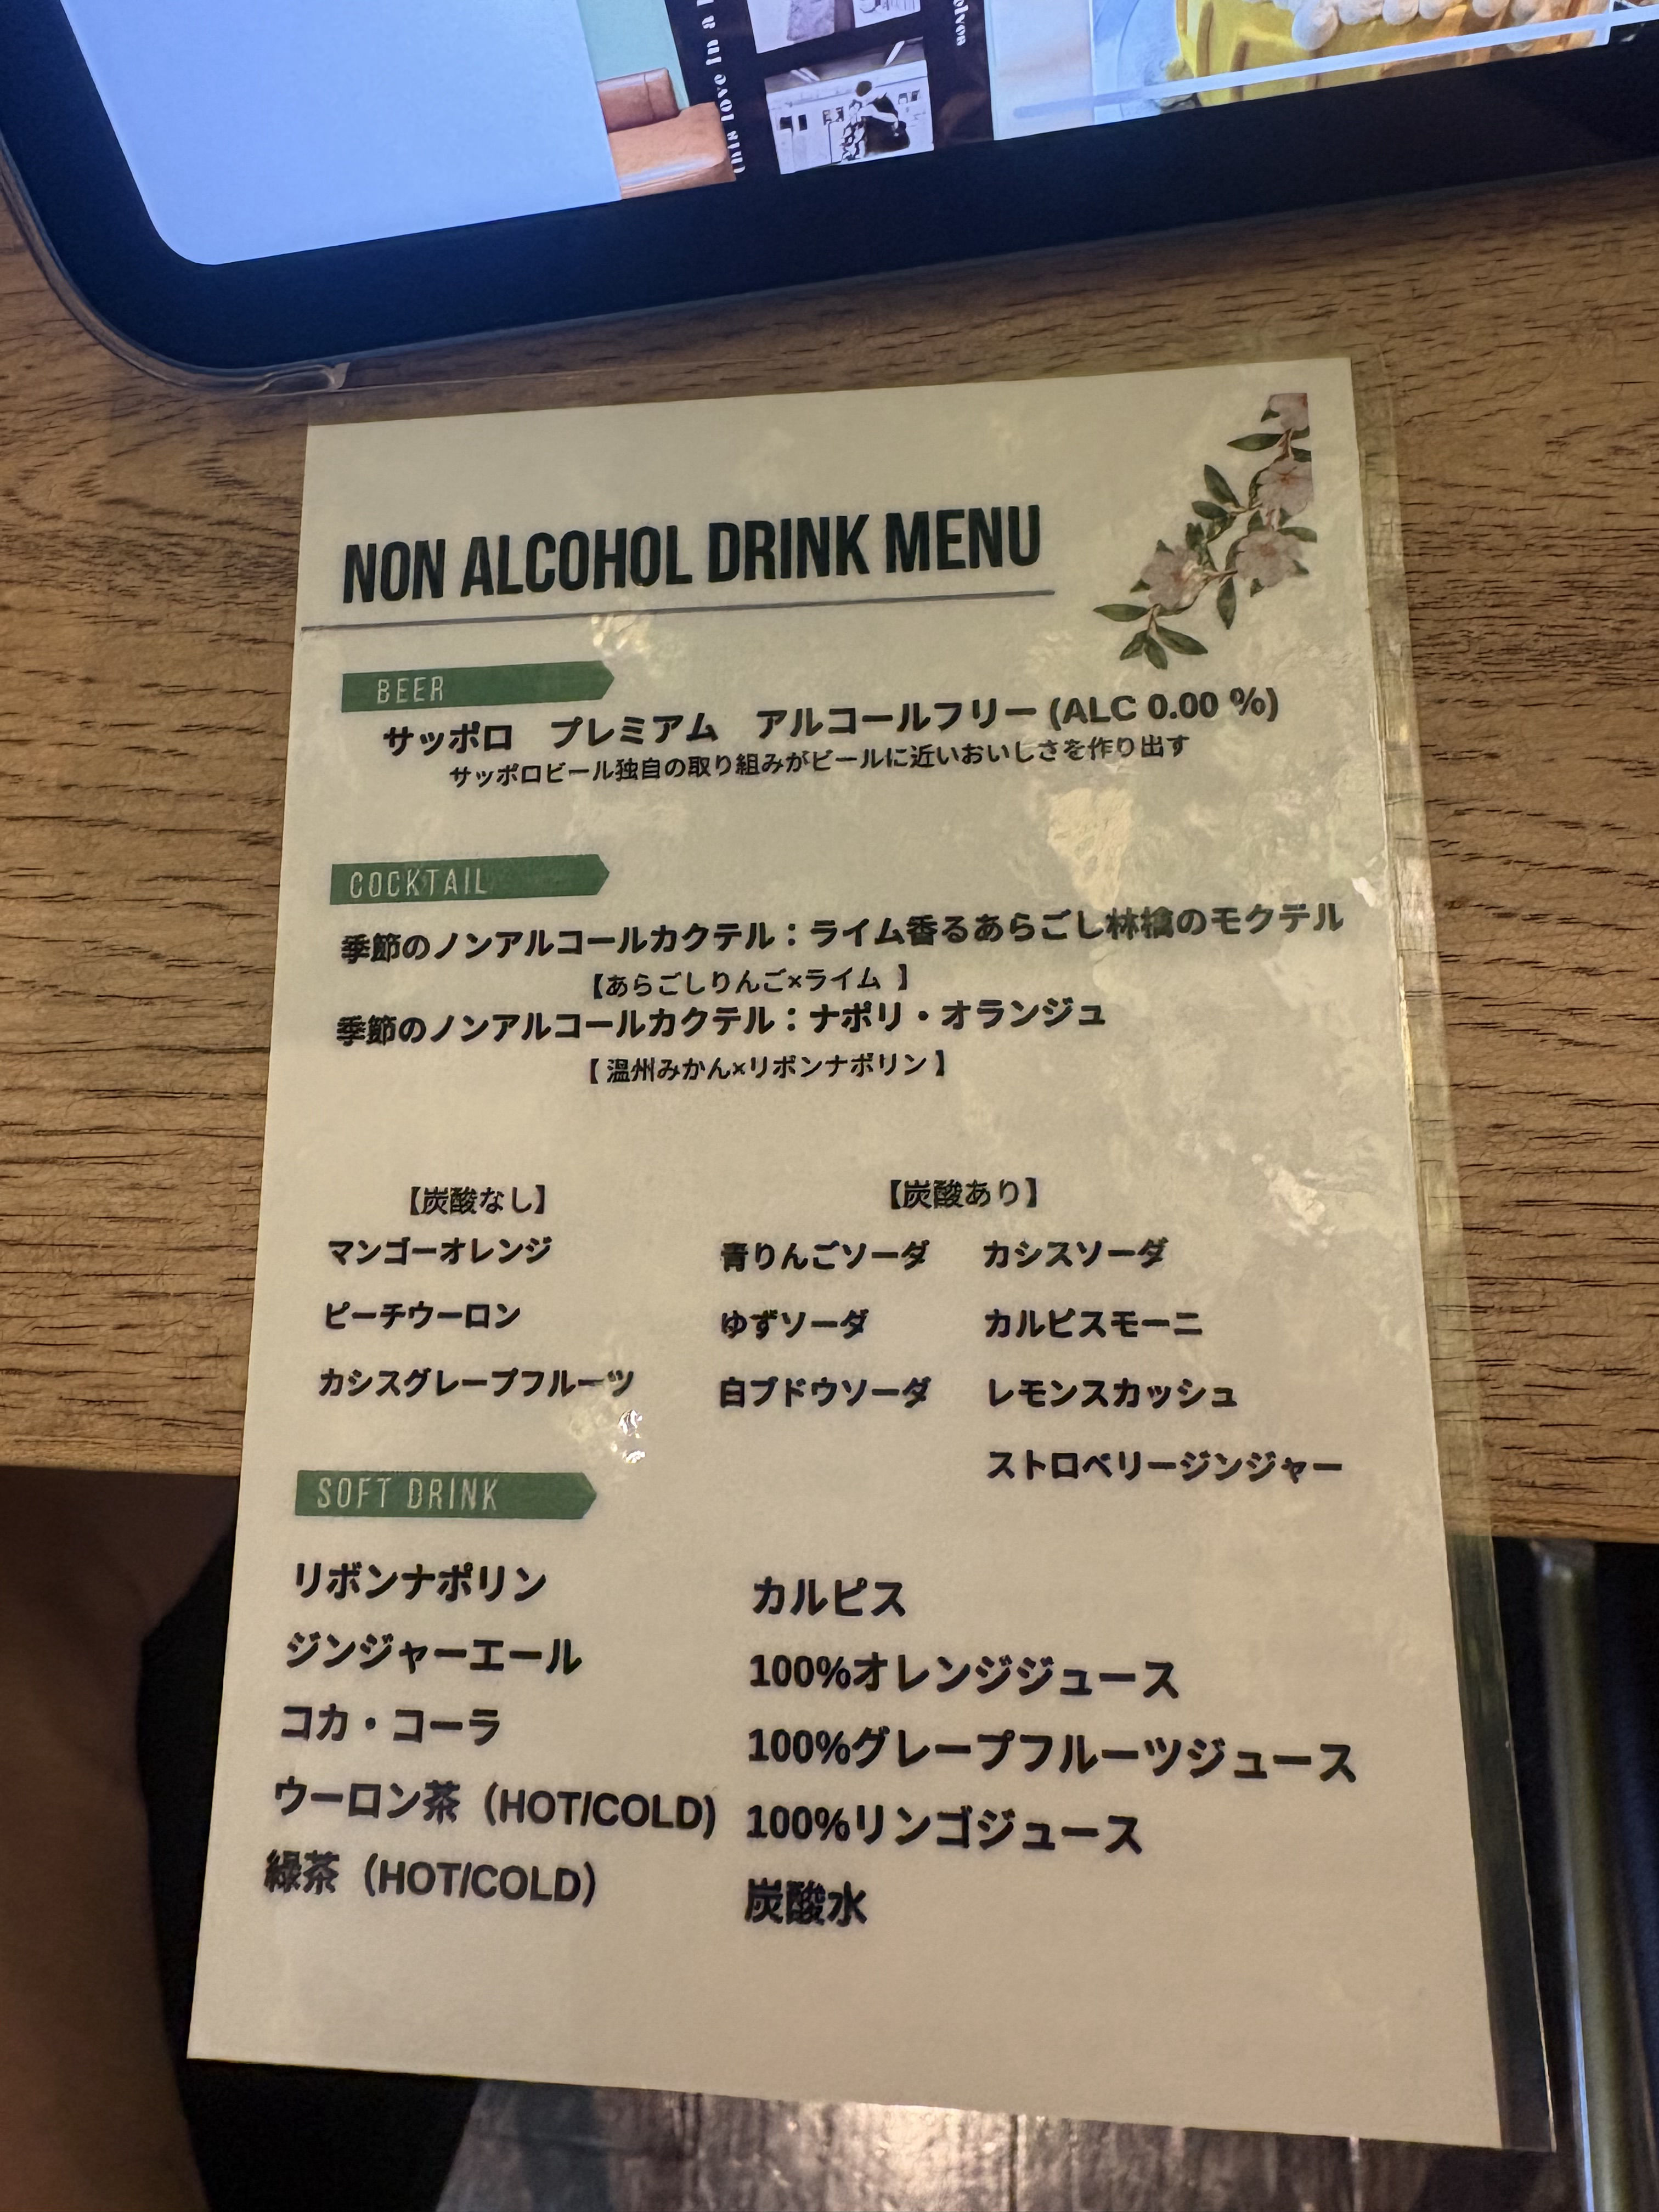 This Love In a
elves
NON ALCOHOL DRINK MENU
BEER
サッポロ　プレミアム　アルコールフリー (ALC 0.00 %)
サッポロビール独自の取り組みがビールに近いおいしさを作り出す
COCKTAIL
季節のノンアルコールカクテル：ライム香るあらごし林檎のモクテル
【あらごしりんご×ライム 】
季節のノンアルコールカクテル：ナポリ・オランジュ
【 温州みかん×リボンナポリン 】
【炭酸なし】
マンゴーオレンジ
ピーチウーロン
カシスグレープフルーツ
【炭酸あり】
青りんごソーダ
ゆずソーダ
白ブドウソーダ
カシスソーダ
カルピスモーニ
レモンスカッシュ
ストロベリージンジャー
SOFT DRINK
リボンナポリン
ジンジャーエール
コカ・コーラ
ウーロン茶（HOT/COLD)
緑茶（HOT/COLD）
カルピス
100%オレンジジュース
100%グレープフルーツジュース
100%リンゴジュース
炭酸水